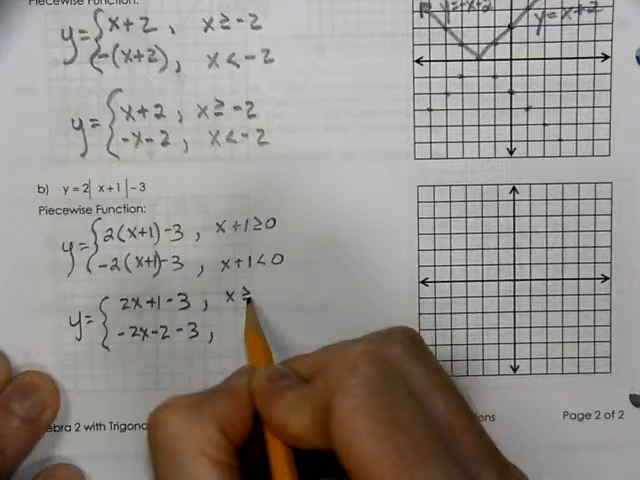 Piecewise Function:
y = { x+2 , x ≥ -2
-(x+2) , x < -2
y = { x+2 , x ≥ -2
-x-2 , x < -2
y = x+2
b) y = 2| x + 1 | – 3
Piecewise Function:
y = { 2(x+1)-3 , x+1 ≥ 0
-2(x+1)-3 , x+1 < 0
y = { 2x+1-3 , x ≥
-2x-2-3 ,
ebra 2 with Trigono
ons
Page 2 of 2